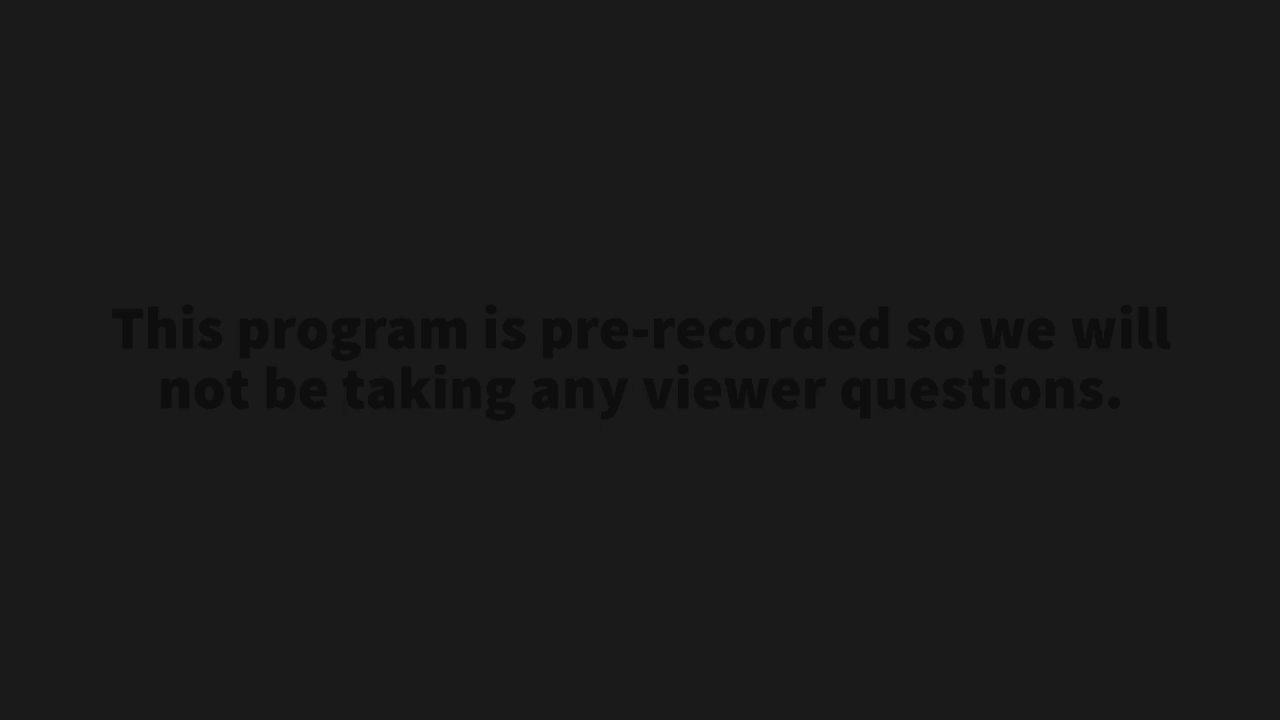 This program is pre-recorded so we will
not be taking any viewer questions.